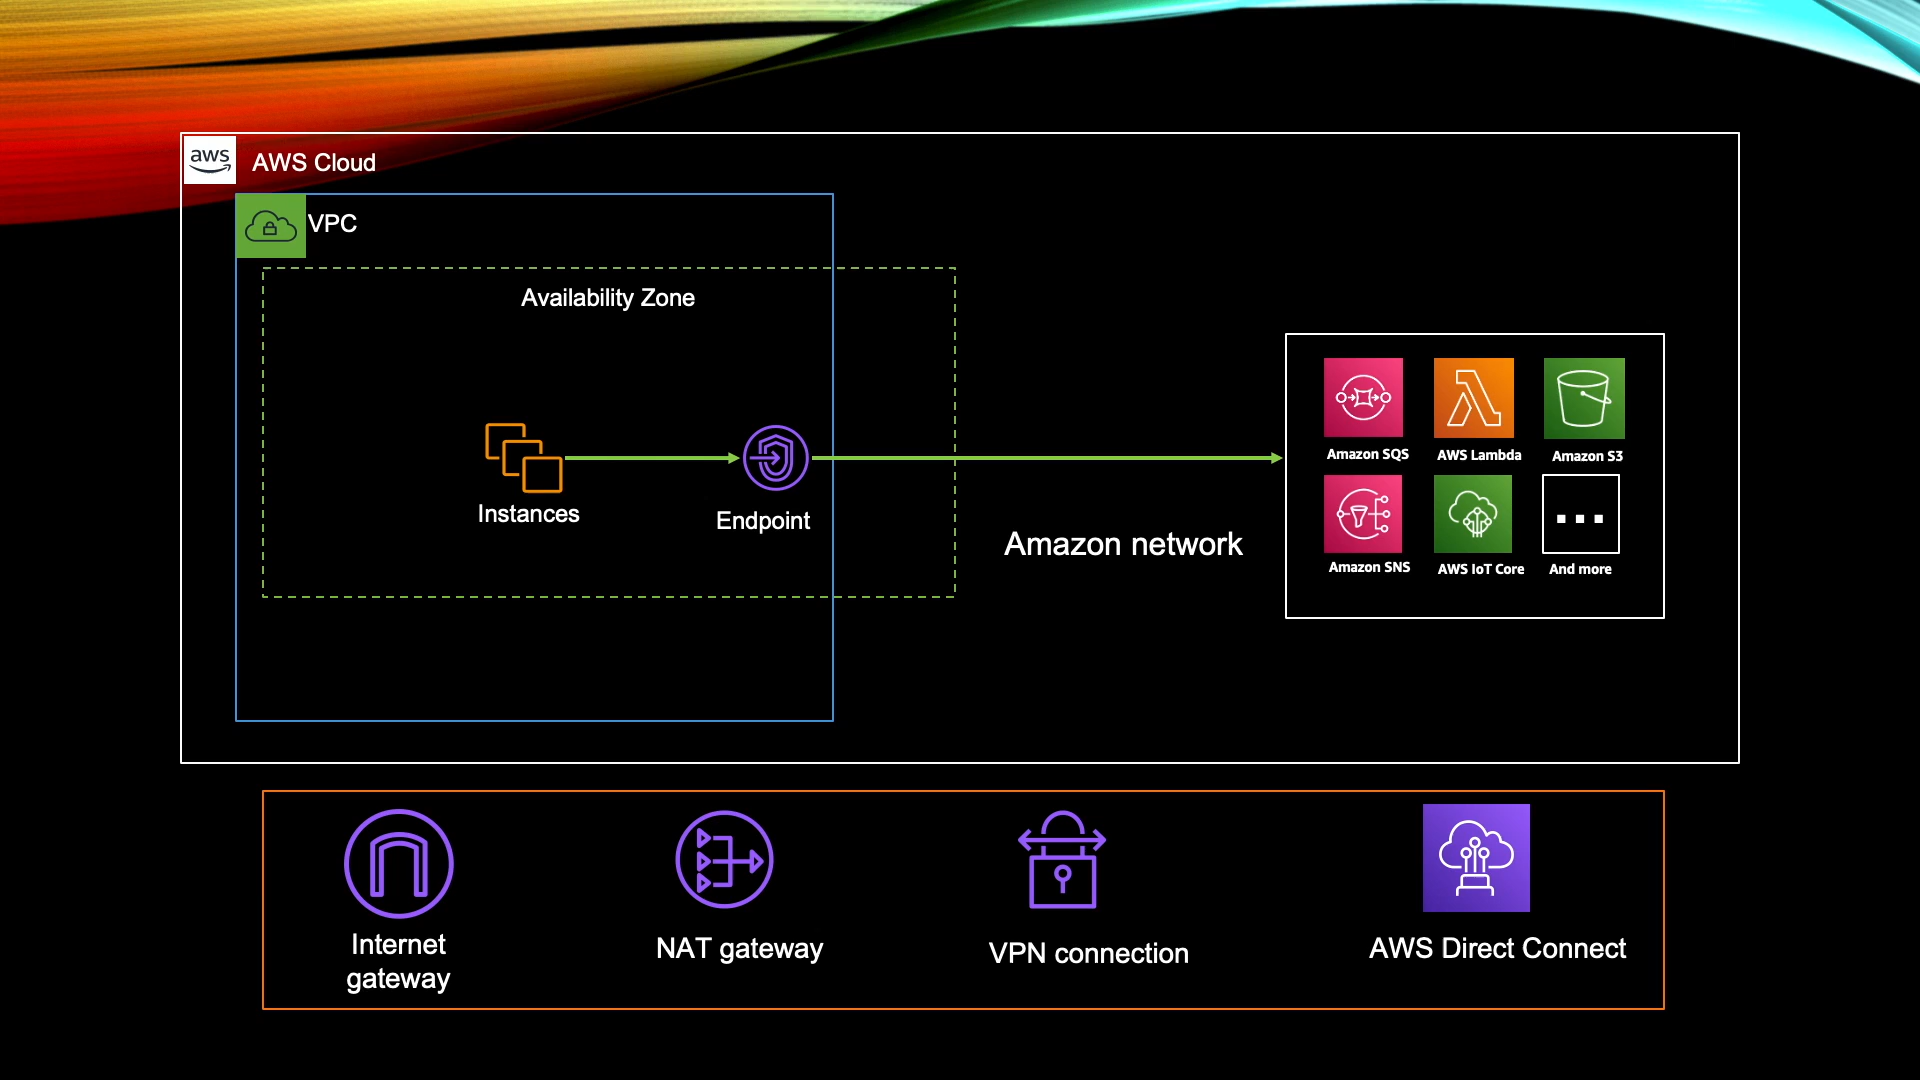 aws
AWS Cloud
VPC
Availability Zone
Instances
Endpoint
Amazon network
Amazon SQS
AWS Lambda
Amazon S3
Amazon SNS
AWS IoT Core
...
And more
Internet
gateway
NAT gateway
VPN connection
AWS Direct Connect